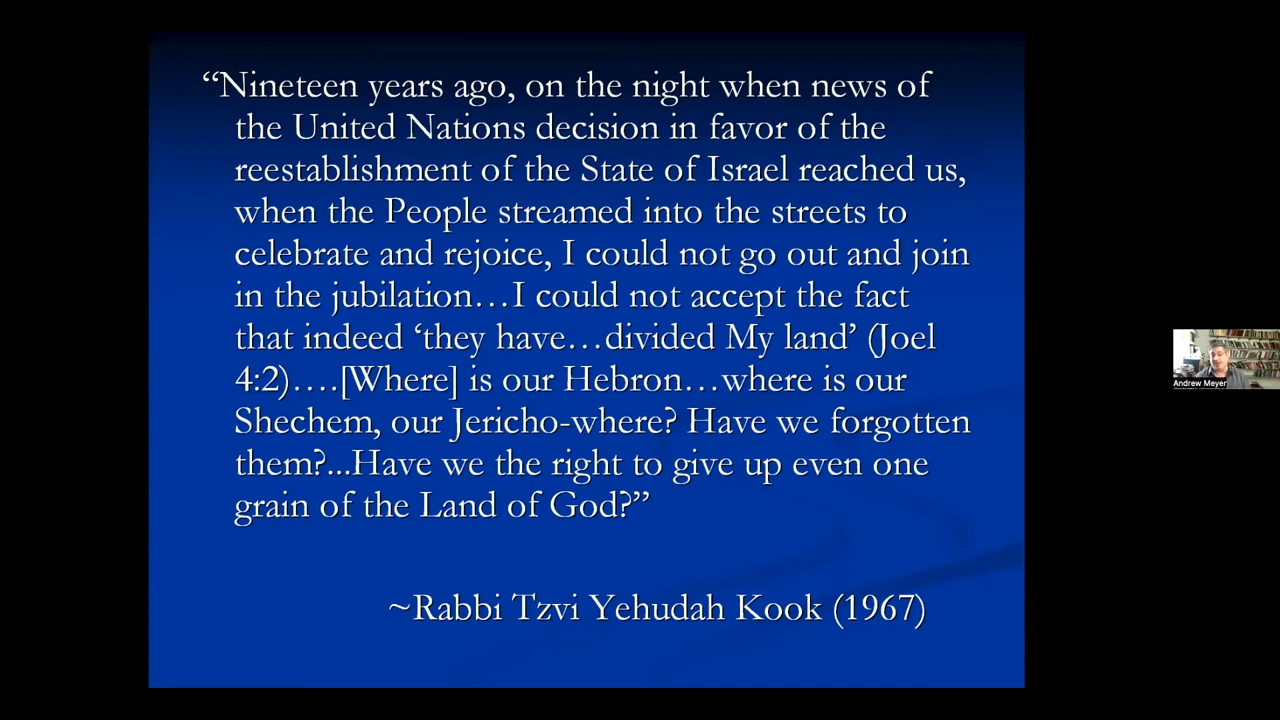 “Nineteen years ago, on the night when news of
the United Nations decision in favor of the
reestablishment of the State of Israel reached us,
when the People streamed into the streets to
celebrate and rejoice, I could not go out and join
in the jubilation…I could not accept the fact
that indeed ‘they have…divided My land’ (Joel
4:2)….[Where] is our Hebron…where is our
Shechem, our Jericho-where? Have we forgotten
them?...Have we the right to give up even one
grain of the Land of God?”
~Rabbi Tzvi Yehudah Kook (1967)
Andrew Meyer